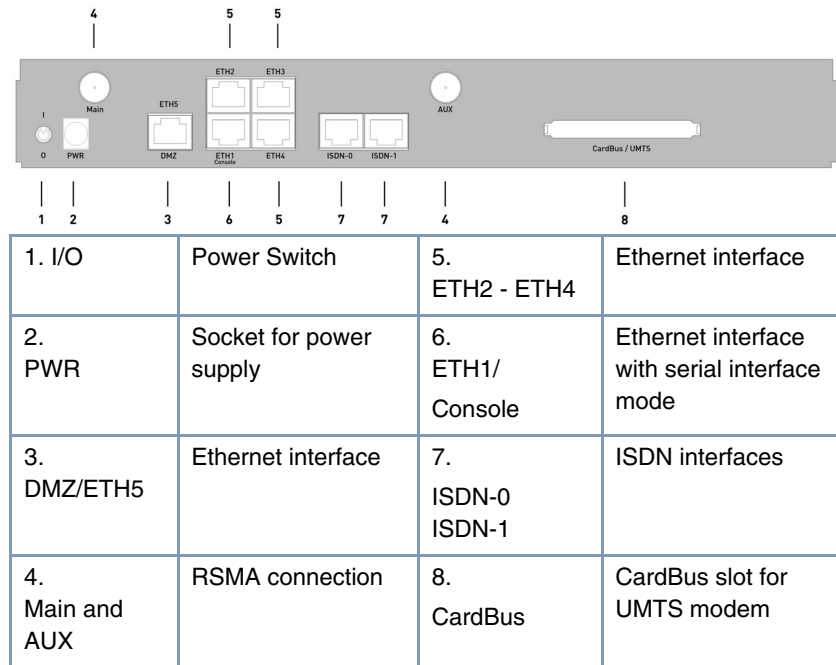 4 5 5
ETH2 ETH3
Main ETH5 AUX
I
O PWR DMZ ETH1 ETH4 ISDN-0 ISDN-1 CardBus / UMTS
Console
1 2 3 6 5 7 7 4 8
1. I/O Power Switch 5. Ethernet interface
ETH2 - ETH4
2. Socket for power 6. Ethernet interface
PWR supply ETH1/ with serial interface
Console mode
3. Ethernet interface 7. ISDN interfaces
DMZ/ETH5 ISDN-0
ISDN-1
4. RSMA connection 8. CardBus slot for
Main and CardBus UMTS modem
AUX